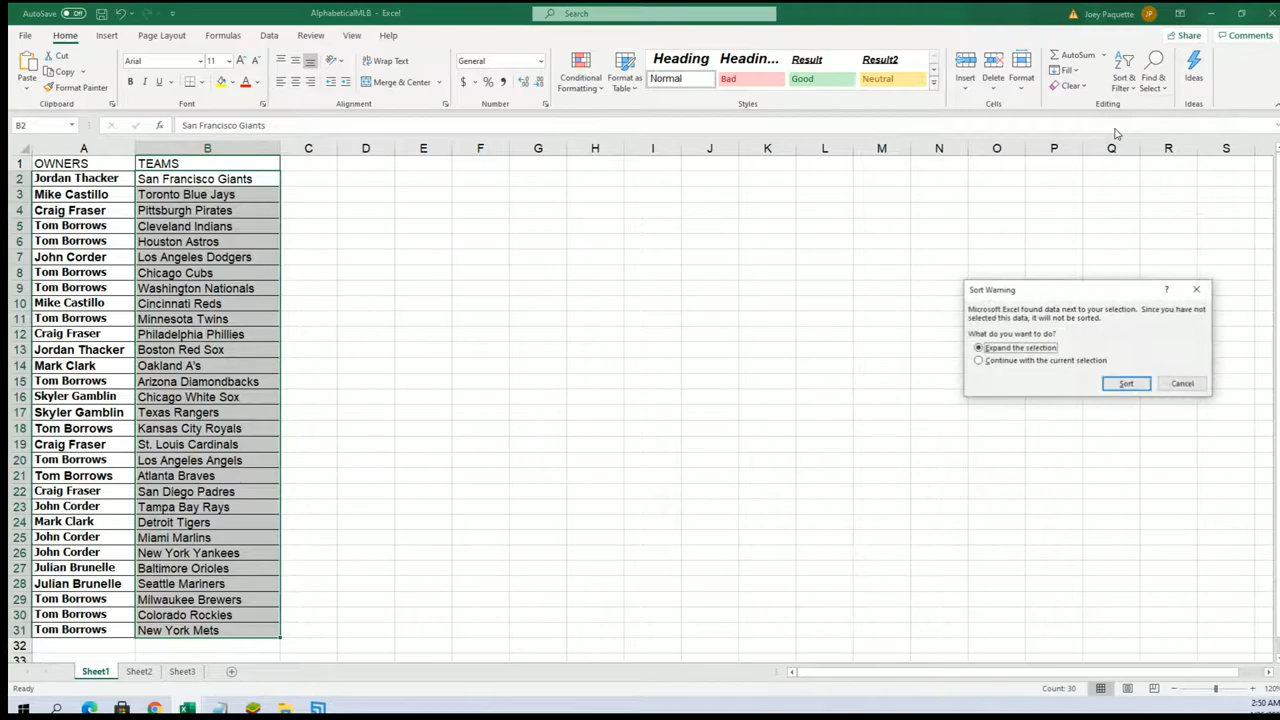 AutoSave Off AlphabeticalMLB - Excel Search Joey Paquette JP
File Home Insert Page Layout Formulas Data Review View Help Share Comments
Paste Cut Copy Format Painter Clipboard
Arial 11 B I U A Font
Wrap Text Merge & Center Alignment
General $ % Number
Conditional Formatting Format as Table
Heading Headin... Result Result2
Normal Bad Good Neutral
Styles
Insert Delete Format Cells
AutoSum Fill Clear Sort & Filter Find & Select Editing
Ideas Ideas
B2 fx San Francisco Giants
A B C D E F G H I J K L M N O P Q R S
1 OWNERS TEAMS
2 Jordan Thacker San Francisco Giants
3 Mike Castillo Toronto Blue Jays
4 Craig Fraser Pittsburgh Pirates
5 Tom Borrows Cleveland Indians
6 Tom Borrows Houston Astros
7 John Corder Los Angeles Dodgers
8 Tom Borrows Chicago Cubs
9 Tom Borrows Washington Nationals
10 Mike Castillo Cincinnati Reds
11 Tom Borrows Minnesota Twins
12 Craig Fraser Philadelphia Phillies
13 Jordan Thacker Boston Red Sox
14 Mark Clark Oakland A's
15 Tom Borrows Arizona Diamondbacks
16 Skyler Gamblin Chicago White Sox
17 Skyler Gamblin Texas Rangers
18 Tom Borrows Kansas City Royals
19 Craig Fraser St. Louis Cardinals
20 Tom Borrows Los Angeles Angels
21 Tom Borrows Atlanta Braves
22 Craig Fraser San Diego Padres
23 John Corder Tampa Bay Rays
24 Mark Clark Detroit Tigers
25 John Corder Miami Marlins
26 John Corder New York Yankees
27 Julian Brunelle Baltimore Orioles
28 Julian Brunelle Seattle Mariners
29 Tom Borrows Milwaukee Brewers
30 Tom Borrows Colorado Rockies
31 Tom Borrows New York Mets
32
33
Sort Warning ?
Microsoft Excel found data next to your selection. Since you have not
selected this data, it will not be sorted.
What do you want to do?
Expand the selection
Continue with the current selection
Sort Cancel
Sheet1 Sheet2 Sheet3
Ready Count: 30 120%
2:50 AM